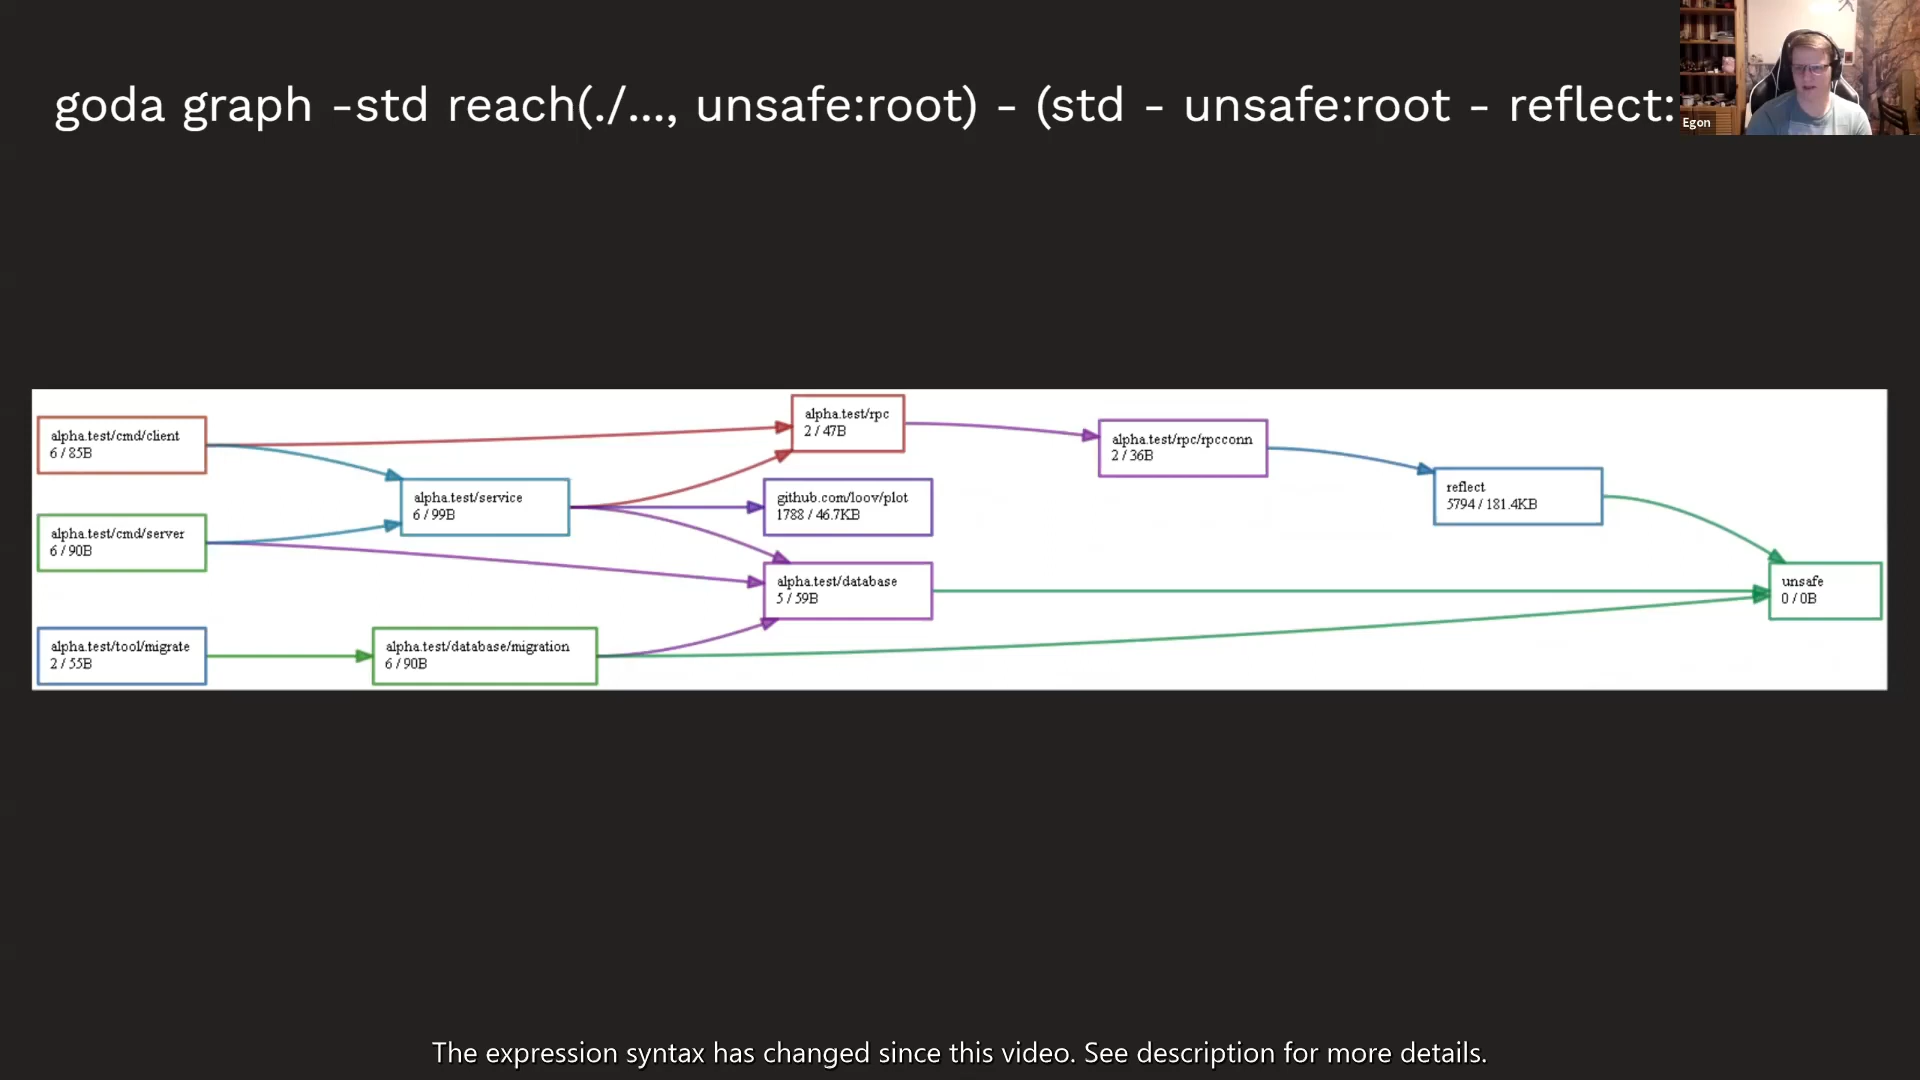 goda graph -std reach(./..., unsafe:root) - (std - unsafe:root - reflect:
Egon
alpha.test/cmd/client
6 / 85B
alpha.test/cmd/server
6 / 90B
alpha.test/tool/migrate
2 / 55B
alpha.test/service
6 / 99B
alpha.test/database/migration
6 / 90B
alpha.test/rpc
2 / 47B
github.com/loov/plot
1788 / 46.7KB
alpha.test/database
5 / 59B
alpha.test/rpc/rpcconn
2 / 36B
reflect
5794 / 181.4KB
unsafe
0 / 0B
The expression syntax has changed since this video. See description for more details.